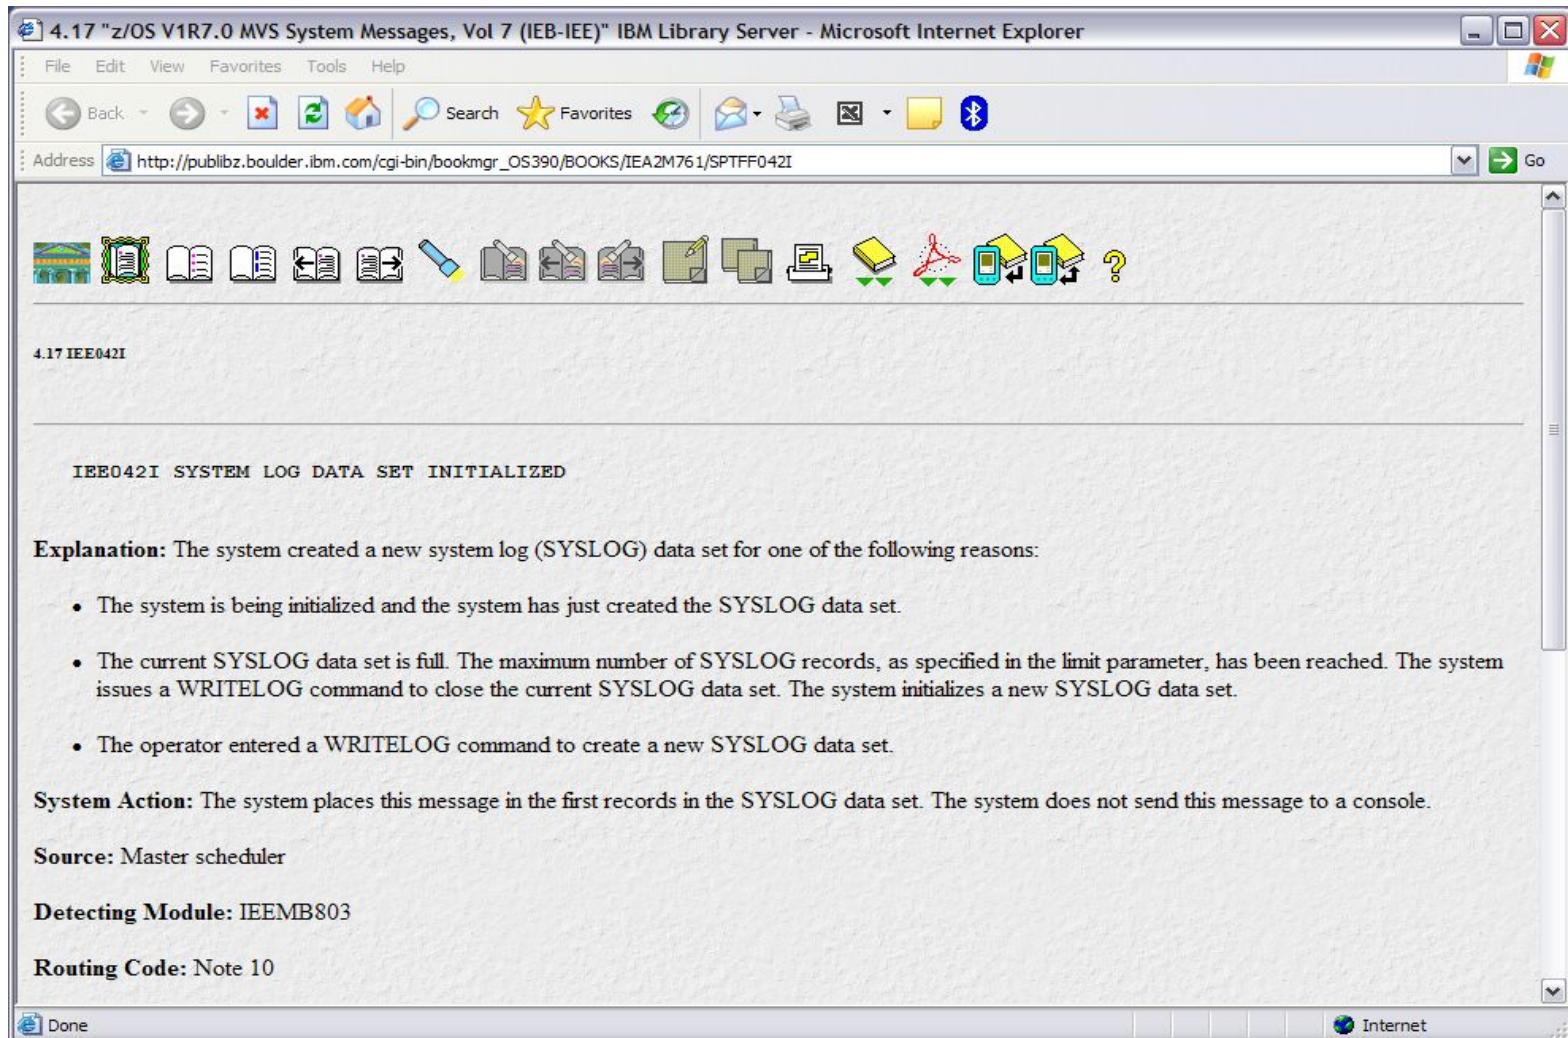 4.17 "z/OS V1R7.0 MVS System Messages, Vol 7 (IEB-IEE)" IBM Library Server - Microsoft Internet Explorer
File Edit View Favorites Tools Help
Back Search Favorites
Address http://publibz.boulder.ibm.com/cgi-bin/bookmgr_OS390/BOOKS/IEA2M761/SPTFF042I Go
4.17 IEE042I
IEE042I SYSTEM LOG DATA SET INITIALIZED
Explanation: The system created a new system log (SYSLOG) data set for one of the following reasons:
• The system is being initialized and the system has just created the SYSLOG data set.
• The current SYSLOG data set is full. The maximum number of SYSLOG records, as specified in the limit parameter, has been reached. The system
issues a WRITELOG command to close the current SYSLOG data set. The system initializes a new SYSLOG data set.
• The operator entered a WRITELOG command to create a new SYSLOG data set.
System Action: The system places this message in the first records in the SYSLOG data set. The system does not send this message to a console.
Source: Master scheduler
Detecting Module: IEEMB803
Routing Code: Note 10
Done Internet